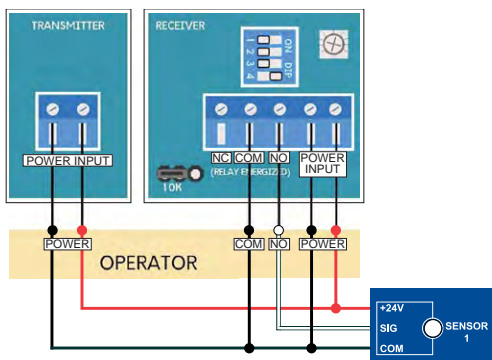 TRANSMITTER
RECEIVER
ON DIP
1
2
3
4
POWER INPUT
NC COM NO POWER INPUT
(RELAY ENERGIZED)
10K
POWER
COM NO POWER
OPERATOR
+24V
SIG
COM
SENSOR
1